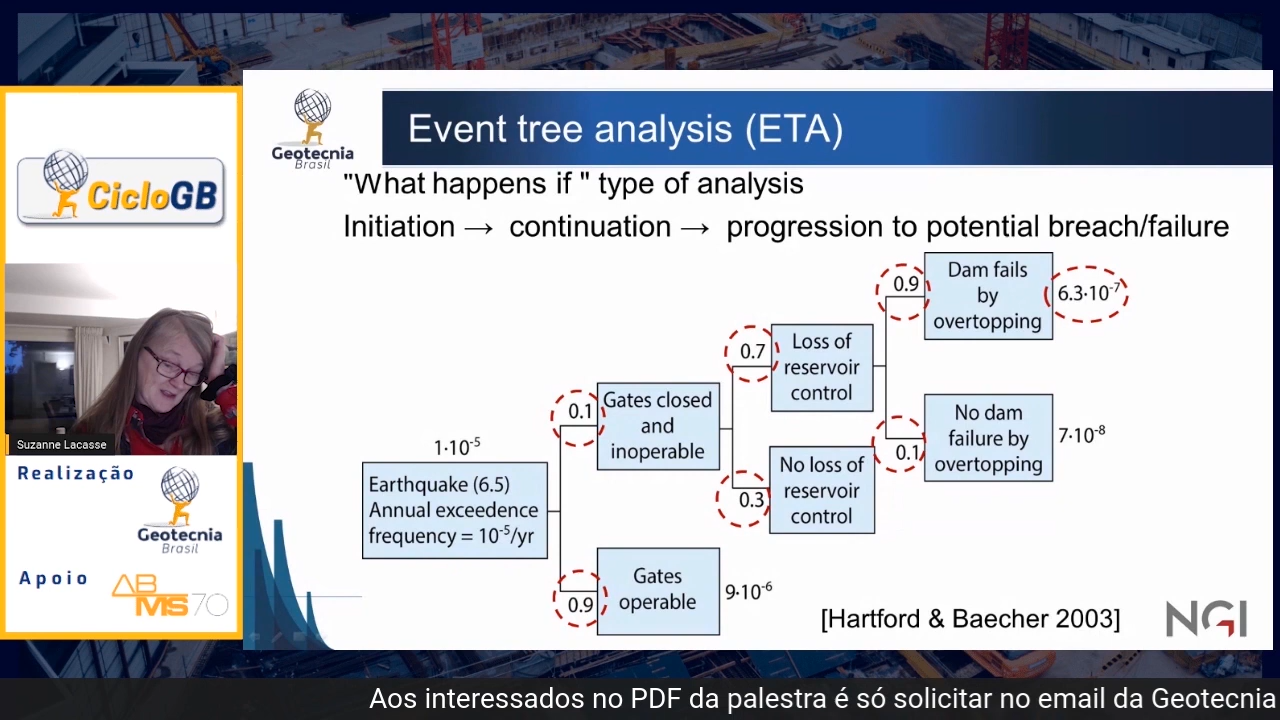 Geotecnia
Brasil
Event tree analysis (ETA)
"What happens if " type of analysis
Initiation → continuation → progression to potential breach/failure
CicloGB
Suzanne Lacasse
Realização
Geotecnia
Brasil
Apoio
ABMS70
1·10⁻⁵
Earthquake (6.5)
Annual exceedence
frequency = 10⁻⁵/yr
0.1
Gates closed
and
inoperable
0.9
Gates
operable
9·10⁻⁶
0.7
Loss of
reservoir
control
0.3
No loss of
reservoir
control
0.9
Dam fails
by
overtopping
6.3·10⁻⁷
0.1
No dam
failure by
overtopping
7·10⁻⁸
[Hartford & Baecher 2003]
NGI
Aos interessados no PDF da palestra é só solicitar no email da Geotecnia